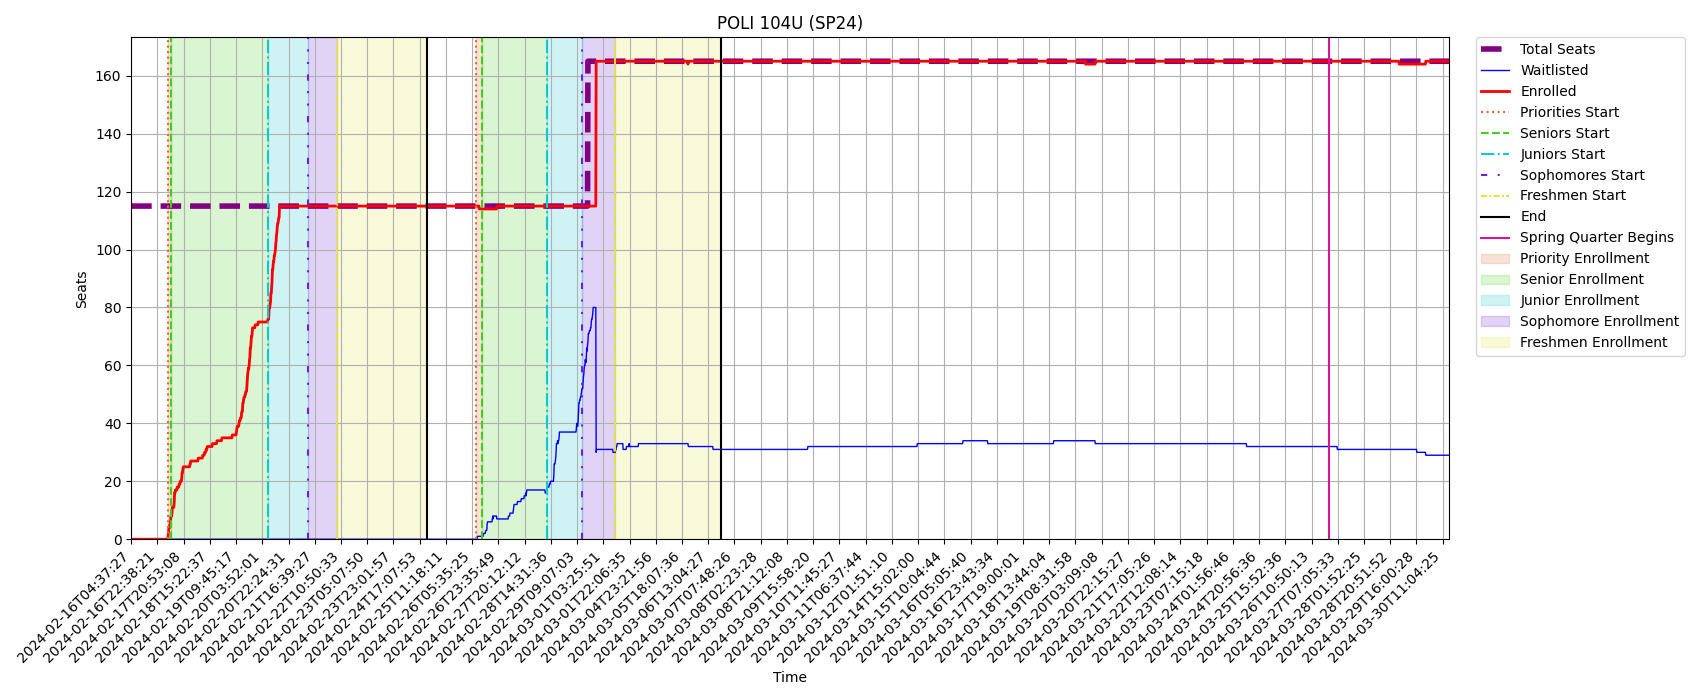 POLI 104U (SP24)
Seats
160
140
120
100
80
60
40
20
0
2024-02-16T04:37:27
2024-02-16T22:38:21
2024-02-17T20:53:08
2024-02-18T15:22:37
2024-02-19T09:45:17
2024-02-20T03:52:01
2024-02-20T22:24:31
2024-02-21T16:39:27
2024-02-22T10:50:33
2024-02-23T05:07:50
2024-02-23T23:01:57
2024-02-24T17:07:53
2024-02-25T11:18:11
2024-02-26T05:35:25
2024-02-26T23:35:49
2024-02-27T20:12:12
2024-02-28T14:31:36
2024-02-29T09:07:03
2024-03-01T03:25:51
2024-03-01T22:06:35
2024-03-04T23:21:56
2024-03-05T18:07:36
2024-03-06T13:04:27
2024-03-07T07:48:26
2024-03-08T02:23:28
2024-03-08T21:12:08
2024-03-09T15:58:20
2024-03-10T11:45:27
2024-03-11T06:37:44
2024-03-12T01:51:10
2024-03-14T15:02:00
2024-03-15T10:04:44
2024-03-16T05:05:40
2024-03-16T23:43:34
2024-03-17T19:00:01
2024-03-18T13:44:04
2024-03-19T08:31:58
2024-03-20T03:09:08
2024-03-20T22:15:27
2024-03-21T17:05:26
2024-03-22T12:08:14
2024-03-23T07:15:18
2024-03-24T01:56:46
2024-03-24T20:56:36
2024-03-25T15:52:36
2024-03-26T10:50:13
2024-03-27T07:05:33
2024-03-28T01:52:25
2024-03-28T20:51:52
2024-03-29T16:00:28
2024-03-30T11:04:25
Time
Total Seats
Waitlisted
Enrolled
Priorities Start
Seniors Start
Juniors Start
Sophomores Start
Freshmen Start
End
Spring Quarter Begins
Priority Enrollment
Senior Enrollment
Junior Enrollment
Sophomore Enrollment
Freshmen Enrollment